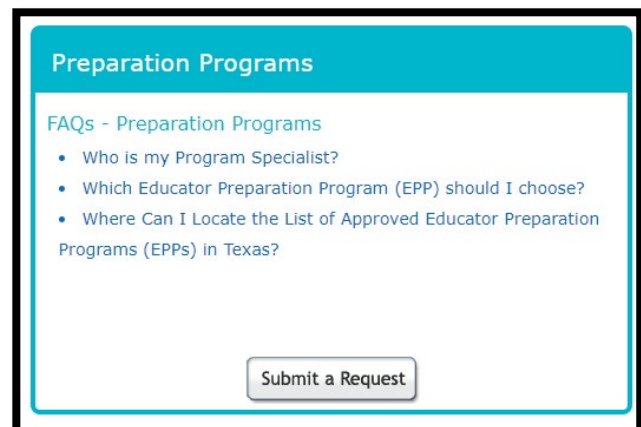 Preparation Programs
FAQs - Preparation Programs
• Who is my Program Specialist?
• Which Educator Preparation Program (EPP) should I choose?
• Where Can I Locate the List of Approved Educator Preparation
Programs (EPPs) in Texas?
Submit a Request